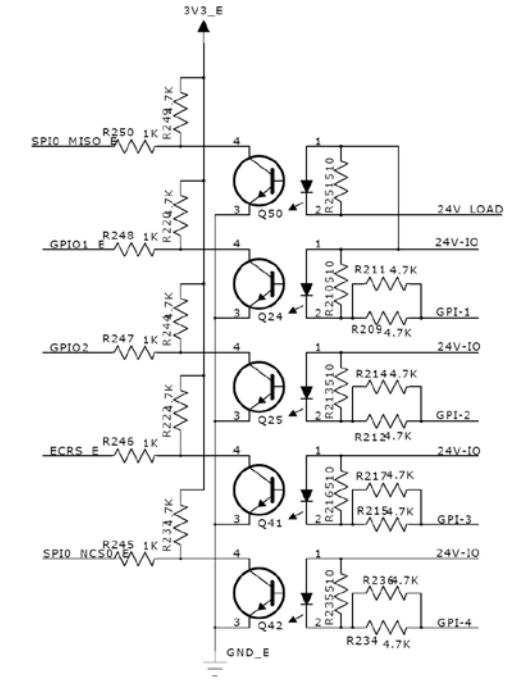 3V3_E
R249 4.7K
R250 1K
SPI0_MISO_E
4
3
Q50
1
2
R251 510
24V_LOAD
R220 4.7K
R248 1K
GPIO1_E
4
3
Q24
1
2
R210 510
24V-IO
R211 4.7K
R209 4.7K
GPI-1
R244 4.7K
R247 1K
GPIO2
4
3
Q25
1
2
R213 510
24V-IO
R214 4.7K
R212 4.7K
GPI-2
R222 4.7K
R246 1K
ECRS_E
4
3
Q41
1
2
R216 510
24V-IO
R217 4.7K
R215 4.7K
GPI-3
4.7K
R245 1K
SPI0_NCS0_E
4
3
Q42
1
2
R235 510
24V-IO
R236 4.7K
R234 4.7K
GPI-4
GND_E